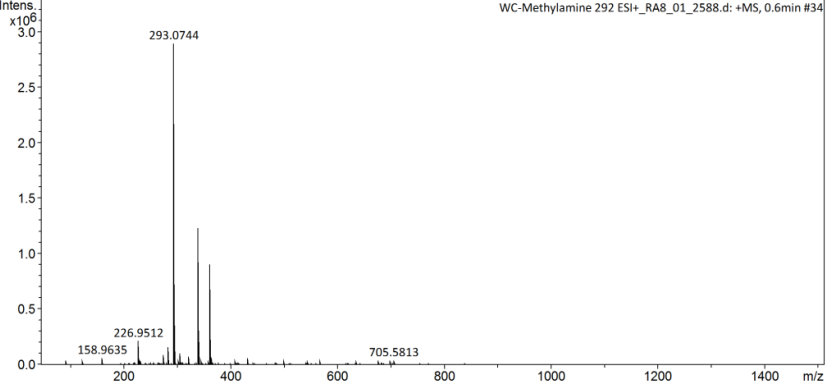 Intens.
x10⁶
WC-Methylamine 292 ESI+_RA8_01_2588.d: +MS, 0.6min #34
293.0744
3.0
2.5
2.0
1.5
1.0
0.5
226.9512
158.9635
705.5813
0.0
200 400 600 800 1000 1200 1400 m/z